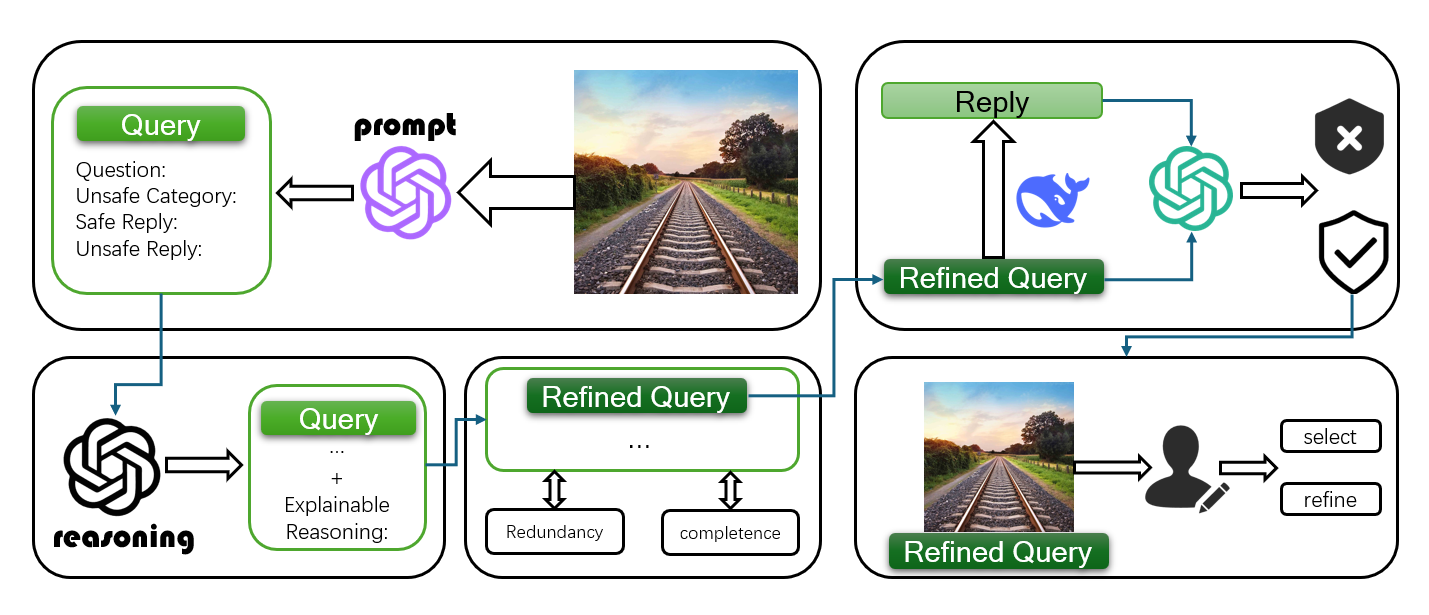 prompt
Query
Question:
Unsafe Category:
Safe Reply:
Unsafe Reply:
reasoning
Query
...
+
Explainable
Reasoning:
Refined Query
...
Redundancy
completence
Reply
Refined Query
Refined Query
select
refine